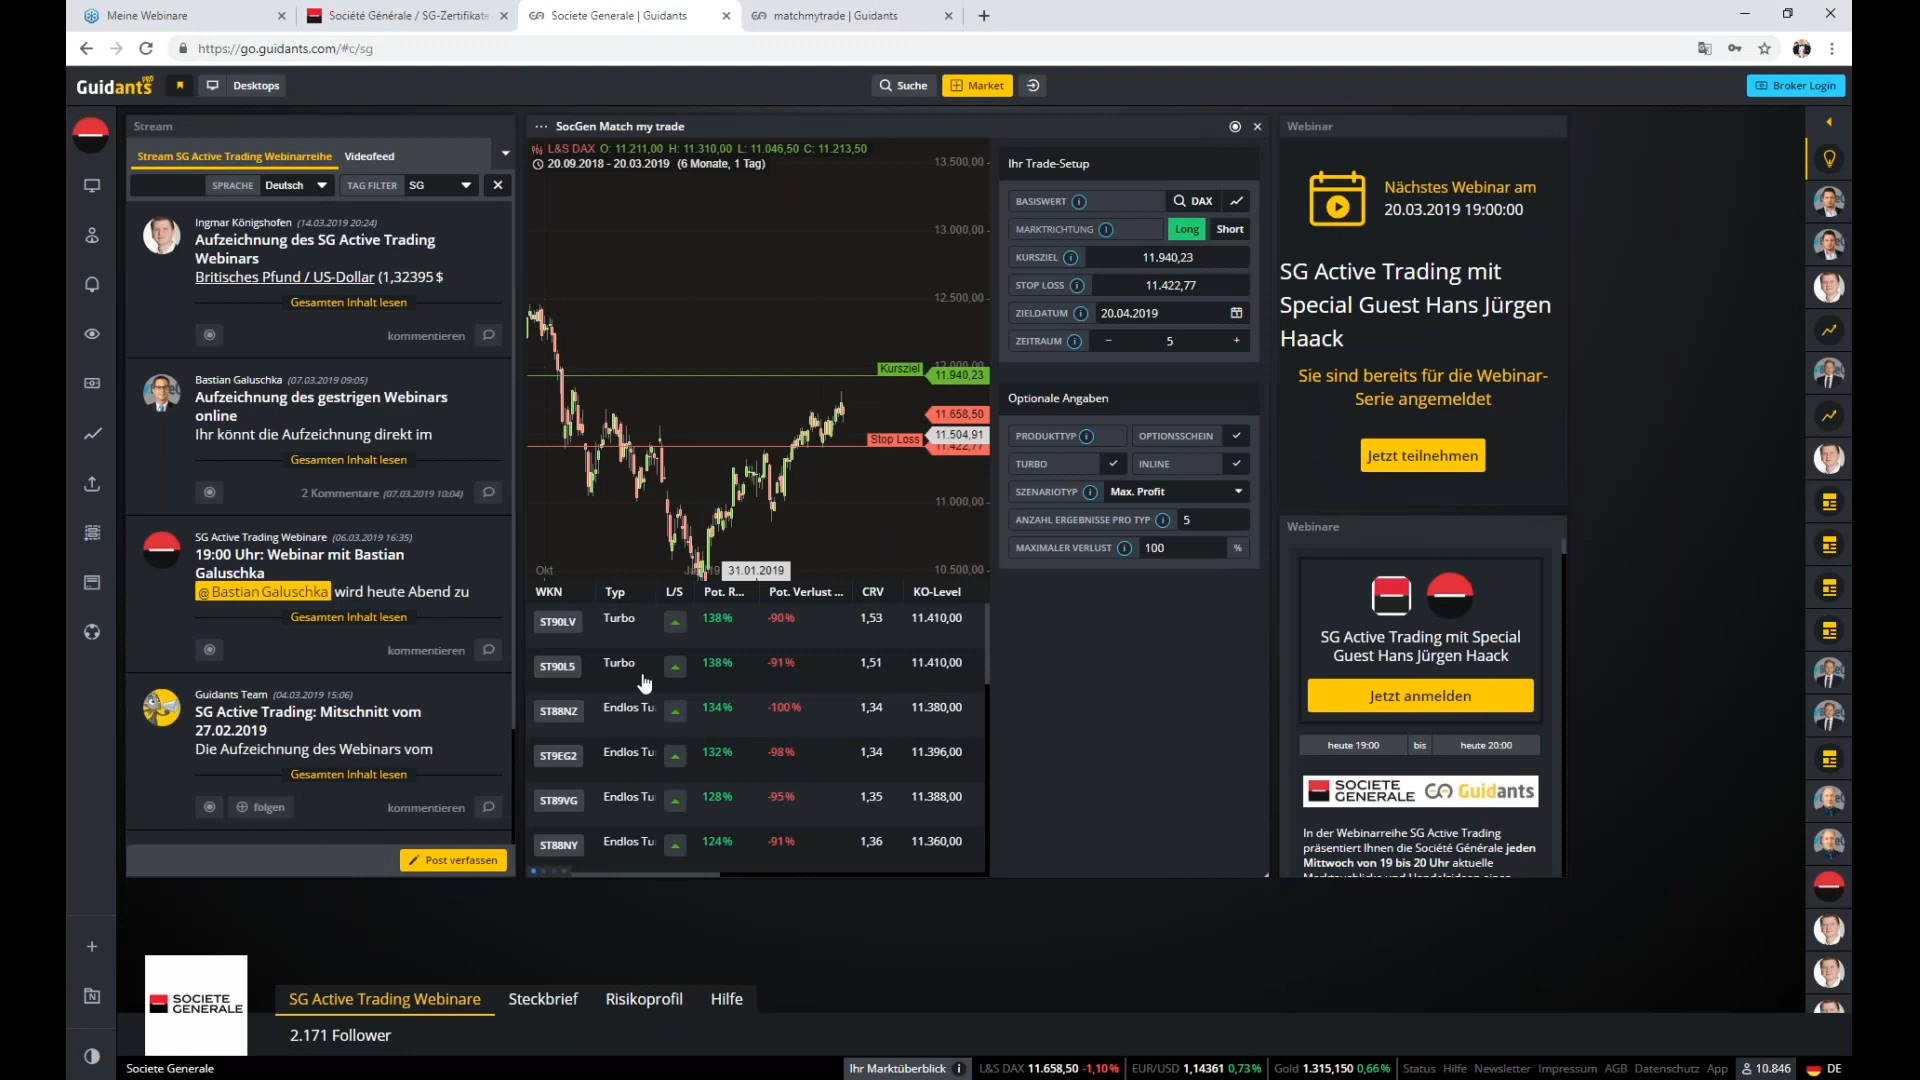 Meine Webinare
Société Générale / SG-Zertifikate
Societe Generale | Guidants
matchmytrade | Guidants
https://go.guidants.com/#c/sg
Guidants PRO
Desktops
Suche
Market
Broker Login
Stream
Stream SG Active Trading Webinarreihe
Videofeed
SPRACHE Deutsch
TAG FILTER SG
Ingmar Königshofen (14.03.2019 20:24)
Aufzeichnung des SG Active Trading
Webinars
Britisches Pfund / US-Dollar (1,32395 $
Gesamten Inhalt lesen
kommentieren
Bastian Galuschka (07.03.2019 09:05)
Aufzeichnung des gestrigen Webinars
online
Ihr könnt die Aufzeichnung direkt im
Gesamten Inhalt lesen
2 Kommentare (07.03.2019 10:04)
SG Active Trading Webinare (06.03.2019 16:35)
19:00 Uhr: Webinar mit Bastian
Galuschka
@Bastian Galuschka wird heute Abend zu
Gesamten Inhalt lesen
kommentieren
Guidants Team (04.03.2019 15:06)
SG Active Trading: Mitschnitt vom
27.02.2019
Die Aufzeichnung des Webinars vom
Gesamten Inhalt lesen
folgen
kommentieren
Post verfassen
SocGen Match my trade
L&S DAX O: 11.211,00 H: 11.310,00 L: 11.046,50 C: 11.213,50
20.09.2018 - 20.03.2019 (6 Monate, 1 Tag)
13.500,00
13.000,00
12.500,00
12.000,00
Kursziel 11.940,23
11.658,50
11.504,91
Stop Loss 11.422,77
11.000,00
10.500,00
Okt
31.01.2019
WKN Typ L/S Pot. R... Pot. Verlust ... CRV KO-Level
ST90LV Turbo 138% -90% 1,53 11.410,00
ST90L5 Turbo 138% -91% 1,51 11.410,00
ST88NZ Endlos Tu 134% -100% 1,34 11.380,00
ST9EG2 Endlos Tu 132% -98% 1,34 11.396,00
ST89VG Endlos Tu 128% -95% 1,35 11.388,00
ST88NY Endlos Tu 124% -91% 1,36 11.360,00
Ihr Trade-Setup
BASISWERT DAX
MARKTRICHTUNG Long Short
KURSZIEL 11.940,23
STOP LOSS 11.422,77
ZIELDATUM 20.04.2019
ZEITRAUM - 5 +
Optionale Angaben
PRODUKTTYP OPTIONSSCHEIN
TURBO INLINE
SZENARIOTYP Max. Profit
ANZAHL ERGEBNISSE PRO TYP 5
MAXIMALER VERLUST 100 %
Webinar
Nächstes Webinar am
20.03.2019 19:00:00
SG Active Trading mit
Special Guest Hans Jürgen
Haack
Sie sind bereits für die Webinar-
Serie angemeldet
Jetzt teilnehmen
Webinare
SG Active Trading mit Special
Guest Hans Jürgen Haack
Jetzt anmelden
heute 19:00 bis heute 20:00
SOCIETE
GENERALE
Guidants
In der Webinarreihe SG Active Trading
präsentiert Ihnen die Société Générale jeden
Mittwoch von 19 bis 20 Uhr aktuelle
SOCIETE
GENERALE
SG Active Trading Webinare
Steckbrief
Risikoprofil
Hilfe
2.171 Follower
Societe Generale
Ihr Marktüberblick
L&S DAX 11.658,50 -1,10%
EUR/USD 1,14361 0,73%
Gold 1.315,150 0,66%
Status Hilfe Newsletter Impressum AGB Datenschutz App
10.846
DE